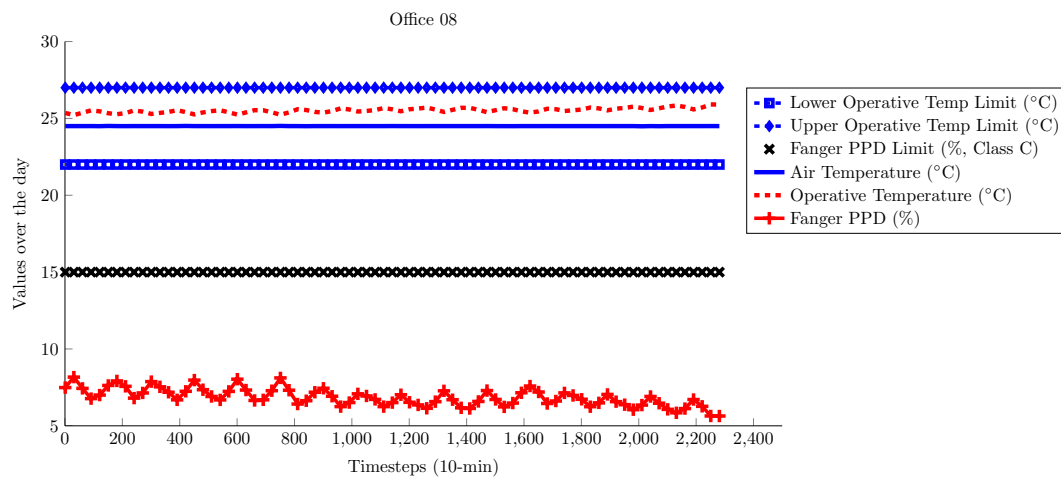 Office 08
30
25
20
15
10
5
0
200
400
600
800
1,000
1,200
1,400
1,600
1,800
2,000
2,200
2,400
Timesteps (10-min)
Values over the day
Lower Operative Temp Limit (°C)
Upper Operative Temp Limit (°C)
Fanger PPD Limit (%, Class C)
Air Temperature (°C)
Operative Temperature (°C)
Fanger PPD (%)